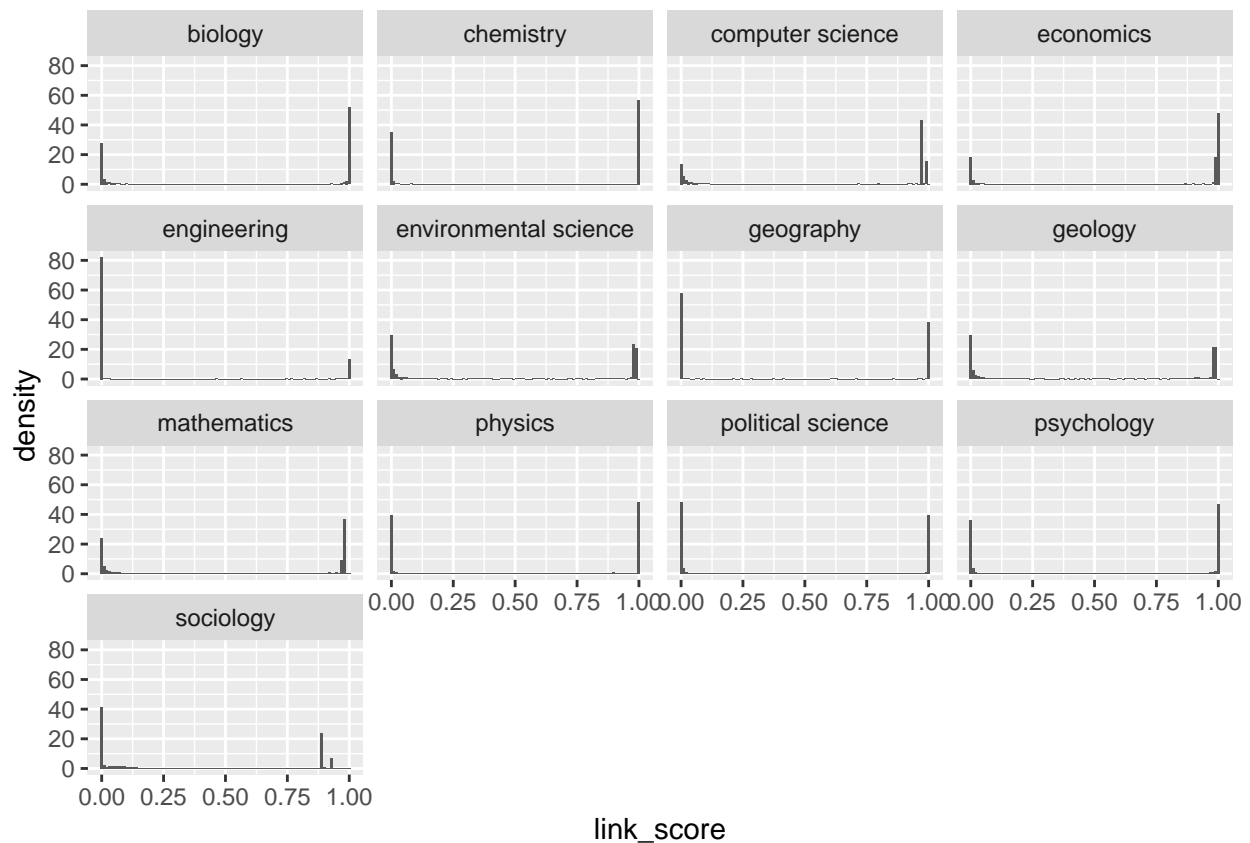 biology chemistry computer science economics
80
60
40
20
0
engineering environmental science geography geology
80
60
40
20
0
density
mathematics physics political science psychology
80
60
40
20
0
0.00 0.25 0.50 0.75 1.00 0.00 0.25 0.50 0.75 1.00 0.00 0.25 0.50 0.75 1.00
sociology
80
60
40
20
0
0.00 0.25 0.50 0.75 1.00
link_score